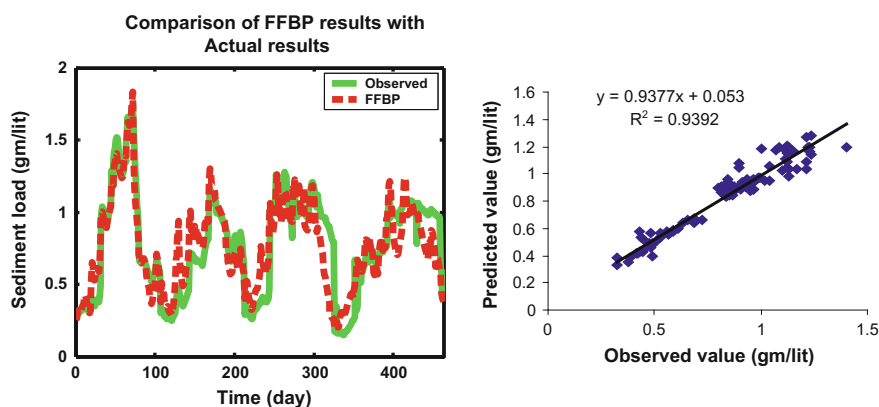 Comparison of FFBP results with
Actual results
Sediment load (gm/lit)
2
1.5
1
0.5
0
Observed
FFBP
0
100
200
300
400
Time (day)
Predicted value (gm/lit)
1.6
1.4
1.2
1
0.8
0.6
0.4
0.2
0
y = 0.9377x + 0.053
R² = 0.9392
0
0.5
1
1.5
Observed value (gm/lit)